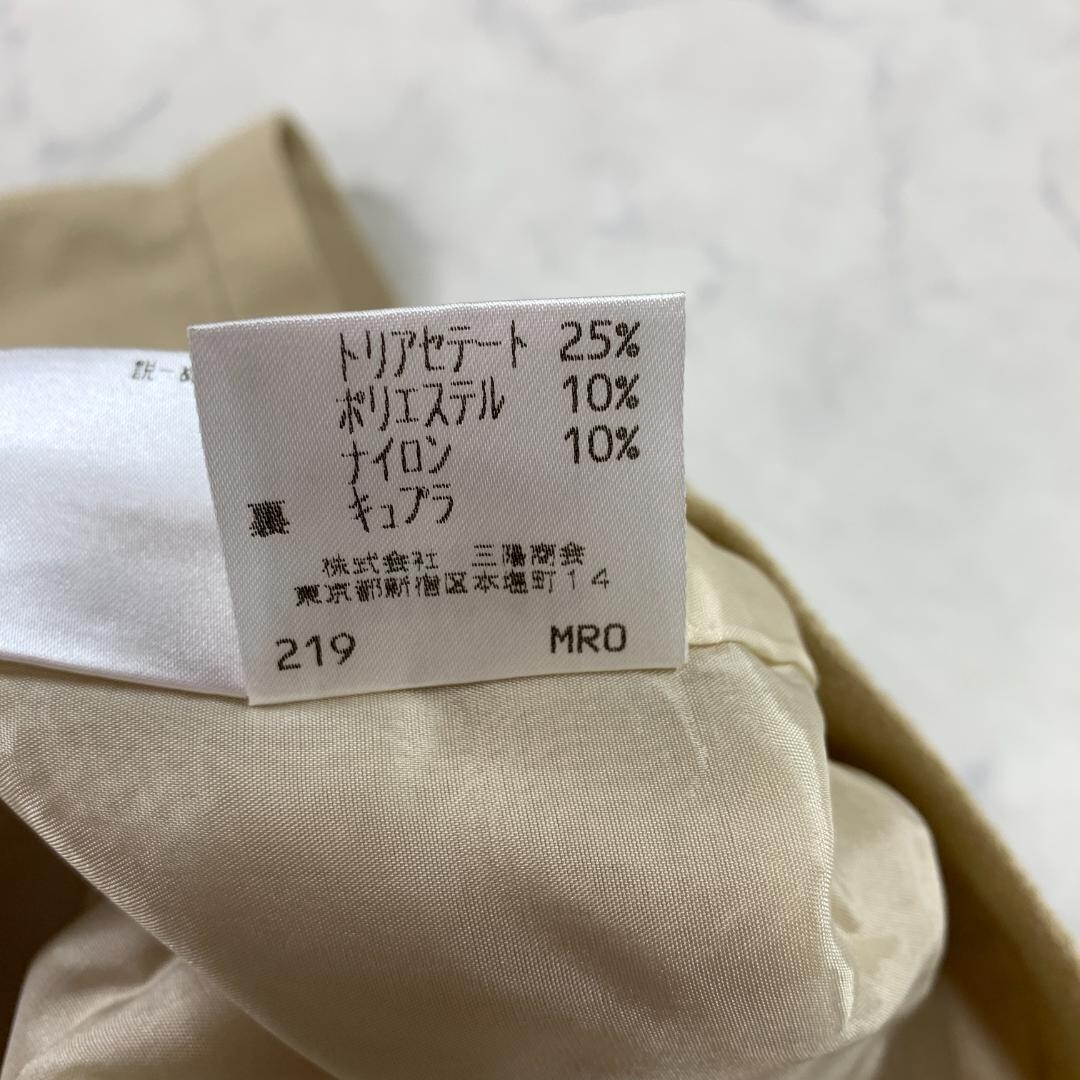 トリアセテート 25%
ポリエステル 10%
ナイロン 10%
裏 キュプラ
株式会社 三陽商会
東京都新宿区本塩町14
219 MRO